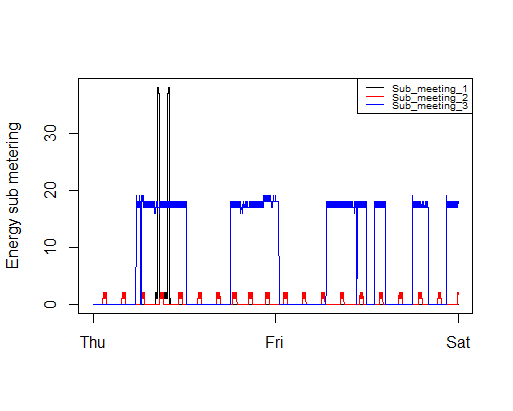 Sub_meeting_1
Sub_meeting_2
Sub_meeting_3
Energy sub metering
30
20
10
0
Thu Fri Sat